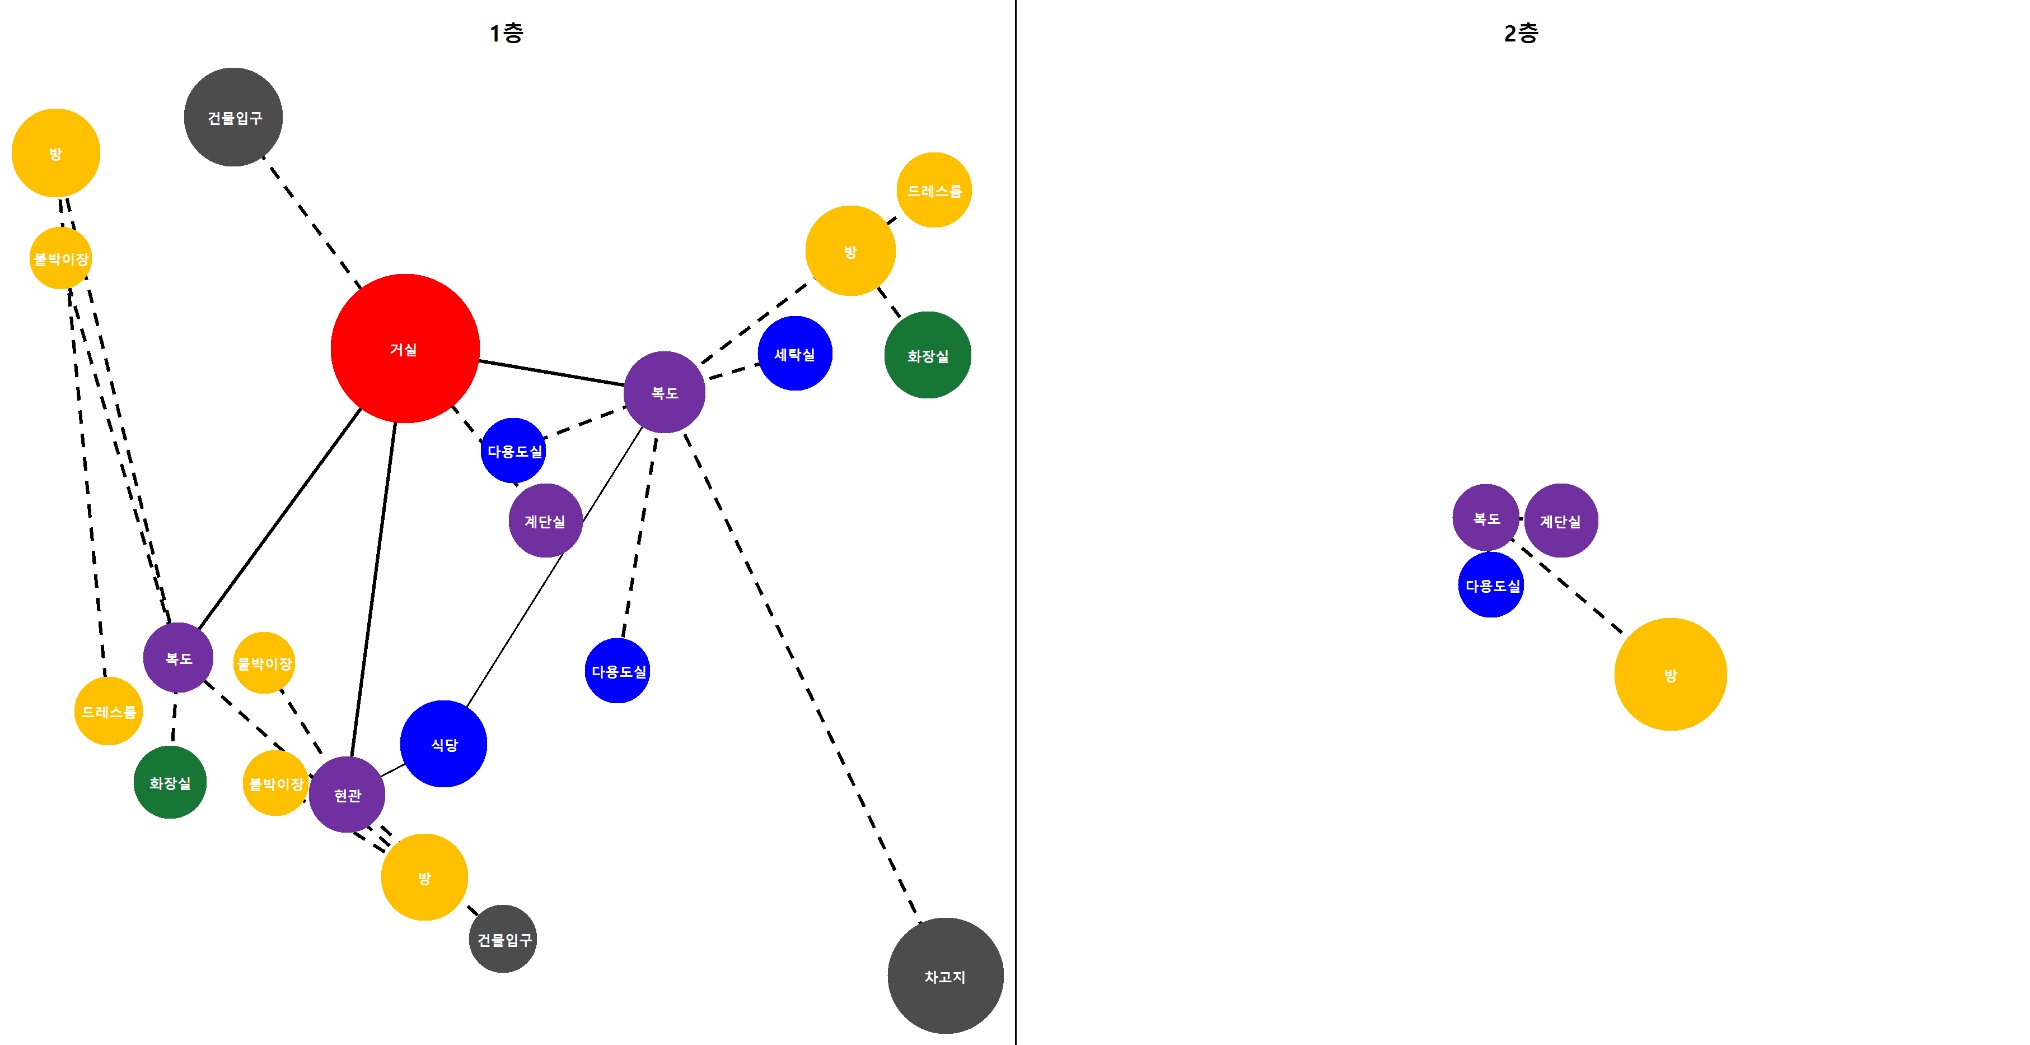 1층
2층
건물입구
방
드레스룸
방
붙박이장
거실
세탁실
화장실
복도
다용도실
계단실
복도
계단실
다용도실
복도
물박이장
다용도실
방
드레스룸
식당
화장실
붙박이장
현관
방
건물입구
차고지